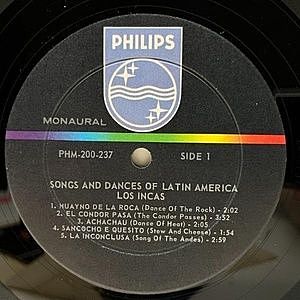 PHILIPS
MONAURAL
PHM-200-237 SIDE 1
SONGS AND DANCES OF LATIN AMERICA
LOS INCAS
1. HUAYNO DE LA ROCA (Dance Of The Rock) - 2:02
2. EL CONDOR PASA (The Condor Passes) - 3:52
3. ACHACHAU (Dance Of Heat) - 2:03
4. SANCOCHO E QUESITO (Stew and Cheese) - 2:54
5. LA INCONCLUSA (Song Of The Andes) - 2:59